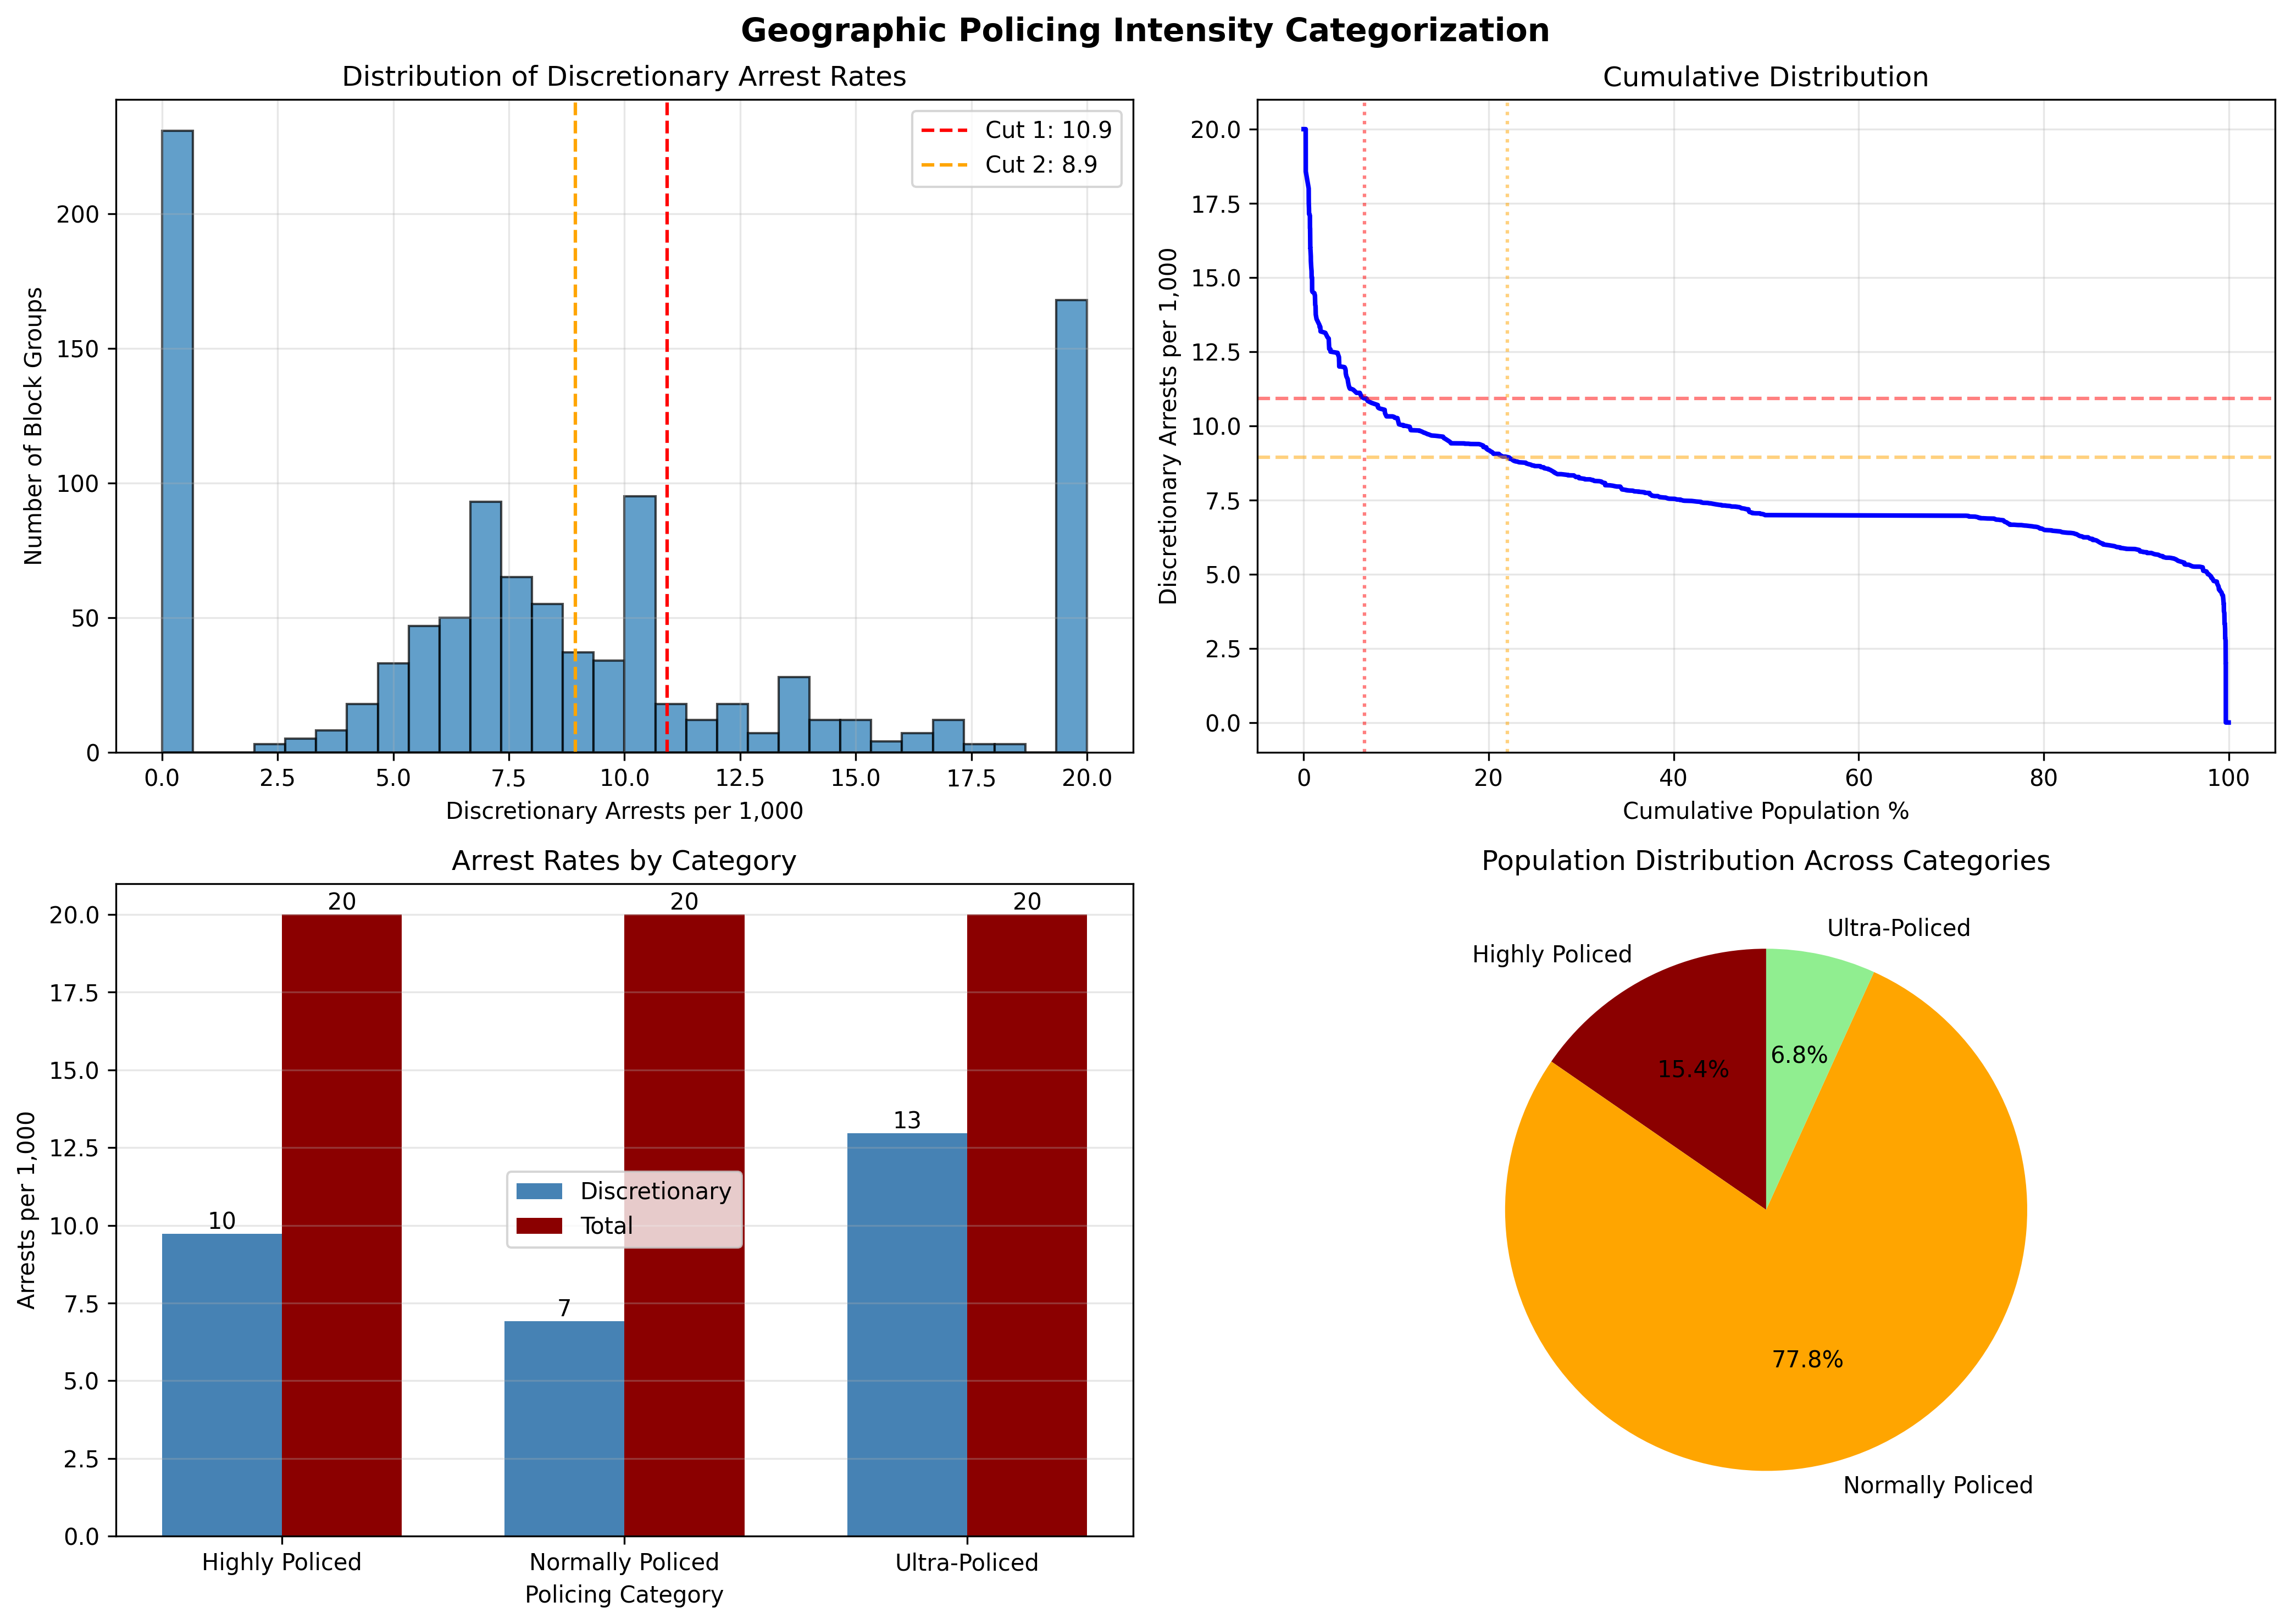 Geographic Policing Intensity Categorization
Distribution of Discretionary Arrest Rates
Number of Block Groups
200
150
100
50
0
0.0 2.5 5.0 7.5 10.0 12.5 15.0 17.5 20.0
Discretionary Arrests per 1,000
Cut 1: 10.9
Cut 2: 8.9
Cumulative Distribution
Discretionary Arrests per 1,000
20.0
17.5
15.0
12.5
10.0
7.5
5.0
2.5
0.0
0 20 40 60 80 100
Cumulative Population %
Arrest Rates by Category
Arrests per 1,000
20.0
17.5
15.0
12.5
10.0
7.5
5.0
2.5
0.0
10 20 7 20 13 20
Discretionary
Total
Highly Policed Normally Policed Ultra-Policed
Policing Category
Population Distribution Across Categories
Ultra-Policed
Highly Policed
6.8%
15.4%
77.8%
Normally Policed